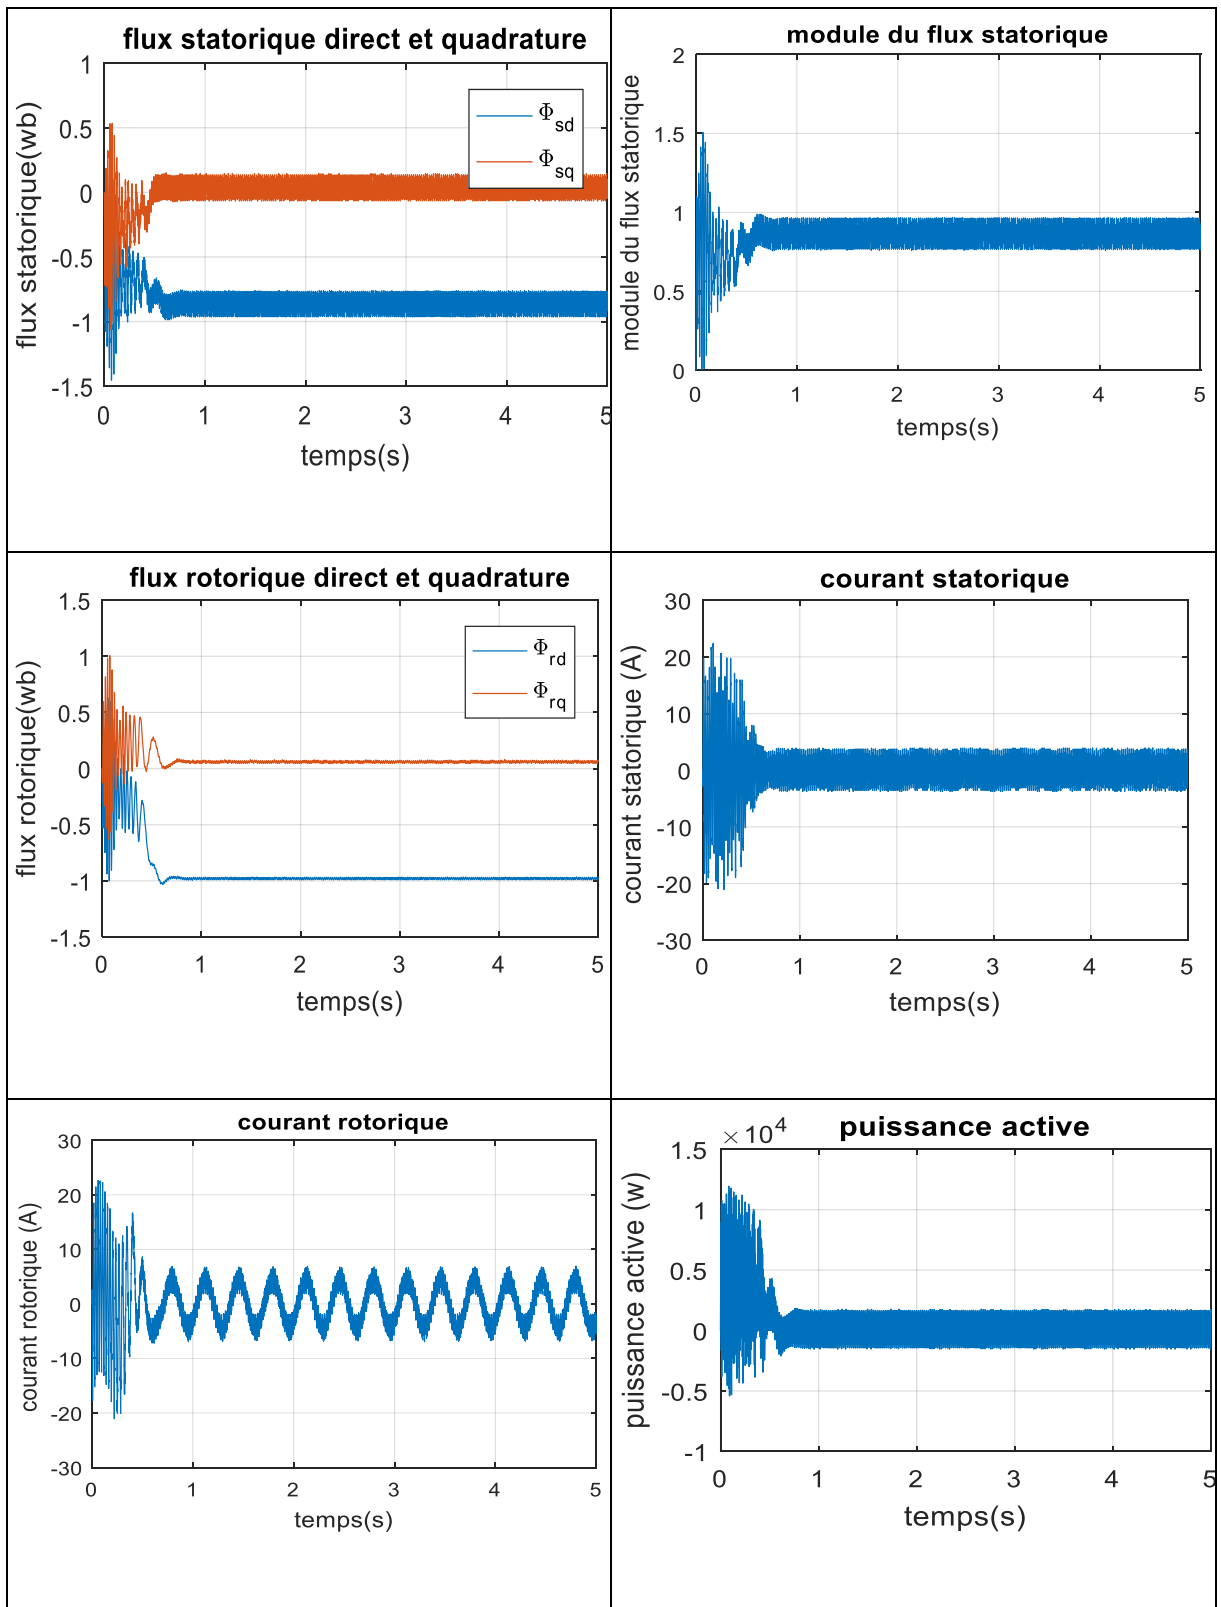 flux statorique direct et quadrature
flux statorique(wb)
1
0.5
0
-0.5
-1
-1.5
Φsd
Φsq
0 1 2 3 4 5
temps(s)
module du flux statorique
module du flux statorique
2
1.5
1
0.5
0
0 1 2 3 4 5
temps(s)
flux rotorique direct et quadrature
flux rotorique(wb)
1.5
1
0.5
0
-0.5
-1
-1.5
Φrd
Φrq
0 1 2 3 4 5
temps(s)
courant statorique
courant statorique (A)
30
20
10
0
-10
-20
-30
0 1 2 3 4 5
temps(s)
courant rotorique
courant rotorique (A)
30
20
10
0
-10
-20
-30
0 1 2 3 4 5
temps(s)
puissance active
×10^4
puissance active (w)
1.5
1
0.5
0
-0.5
-1
0 1 2 3 4 5
temps(s)